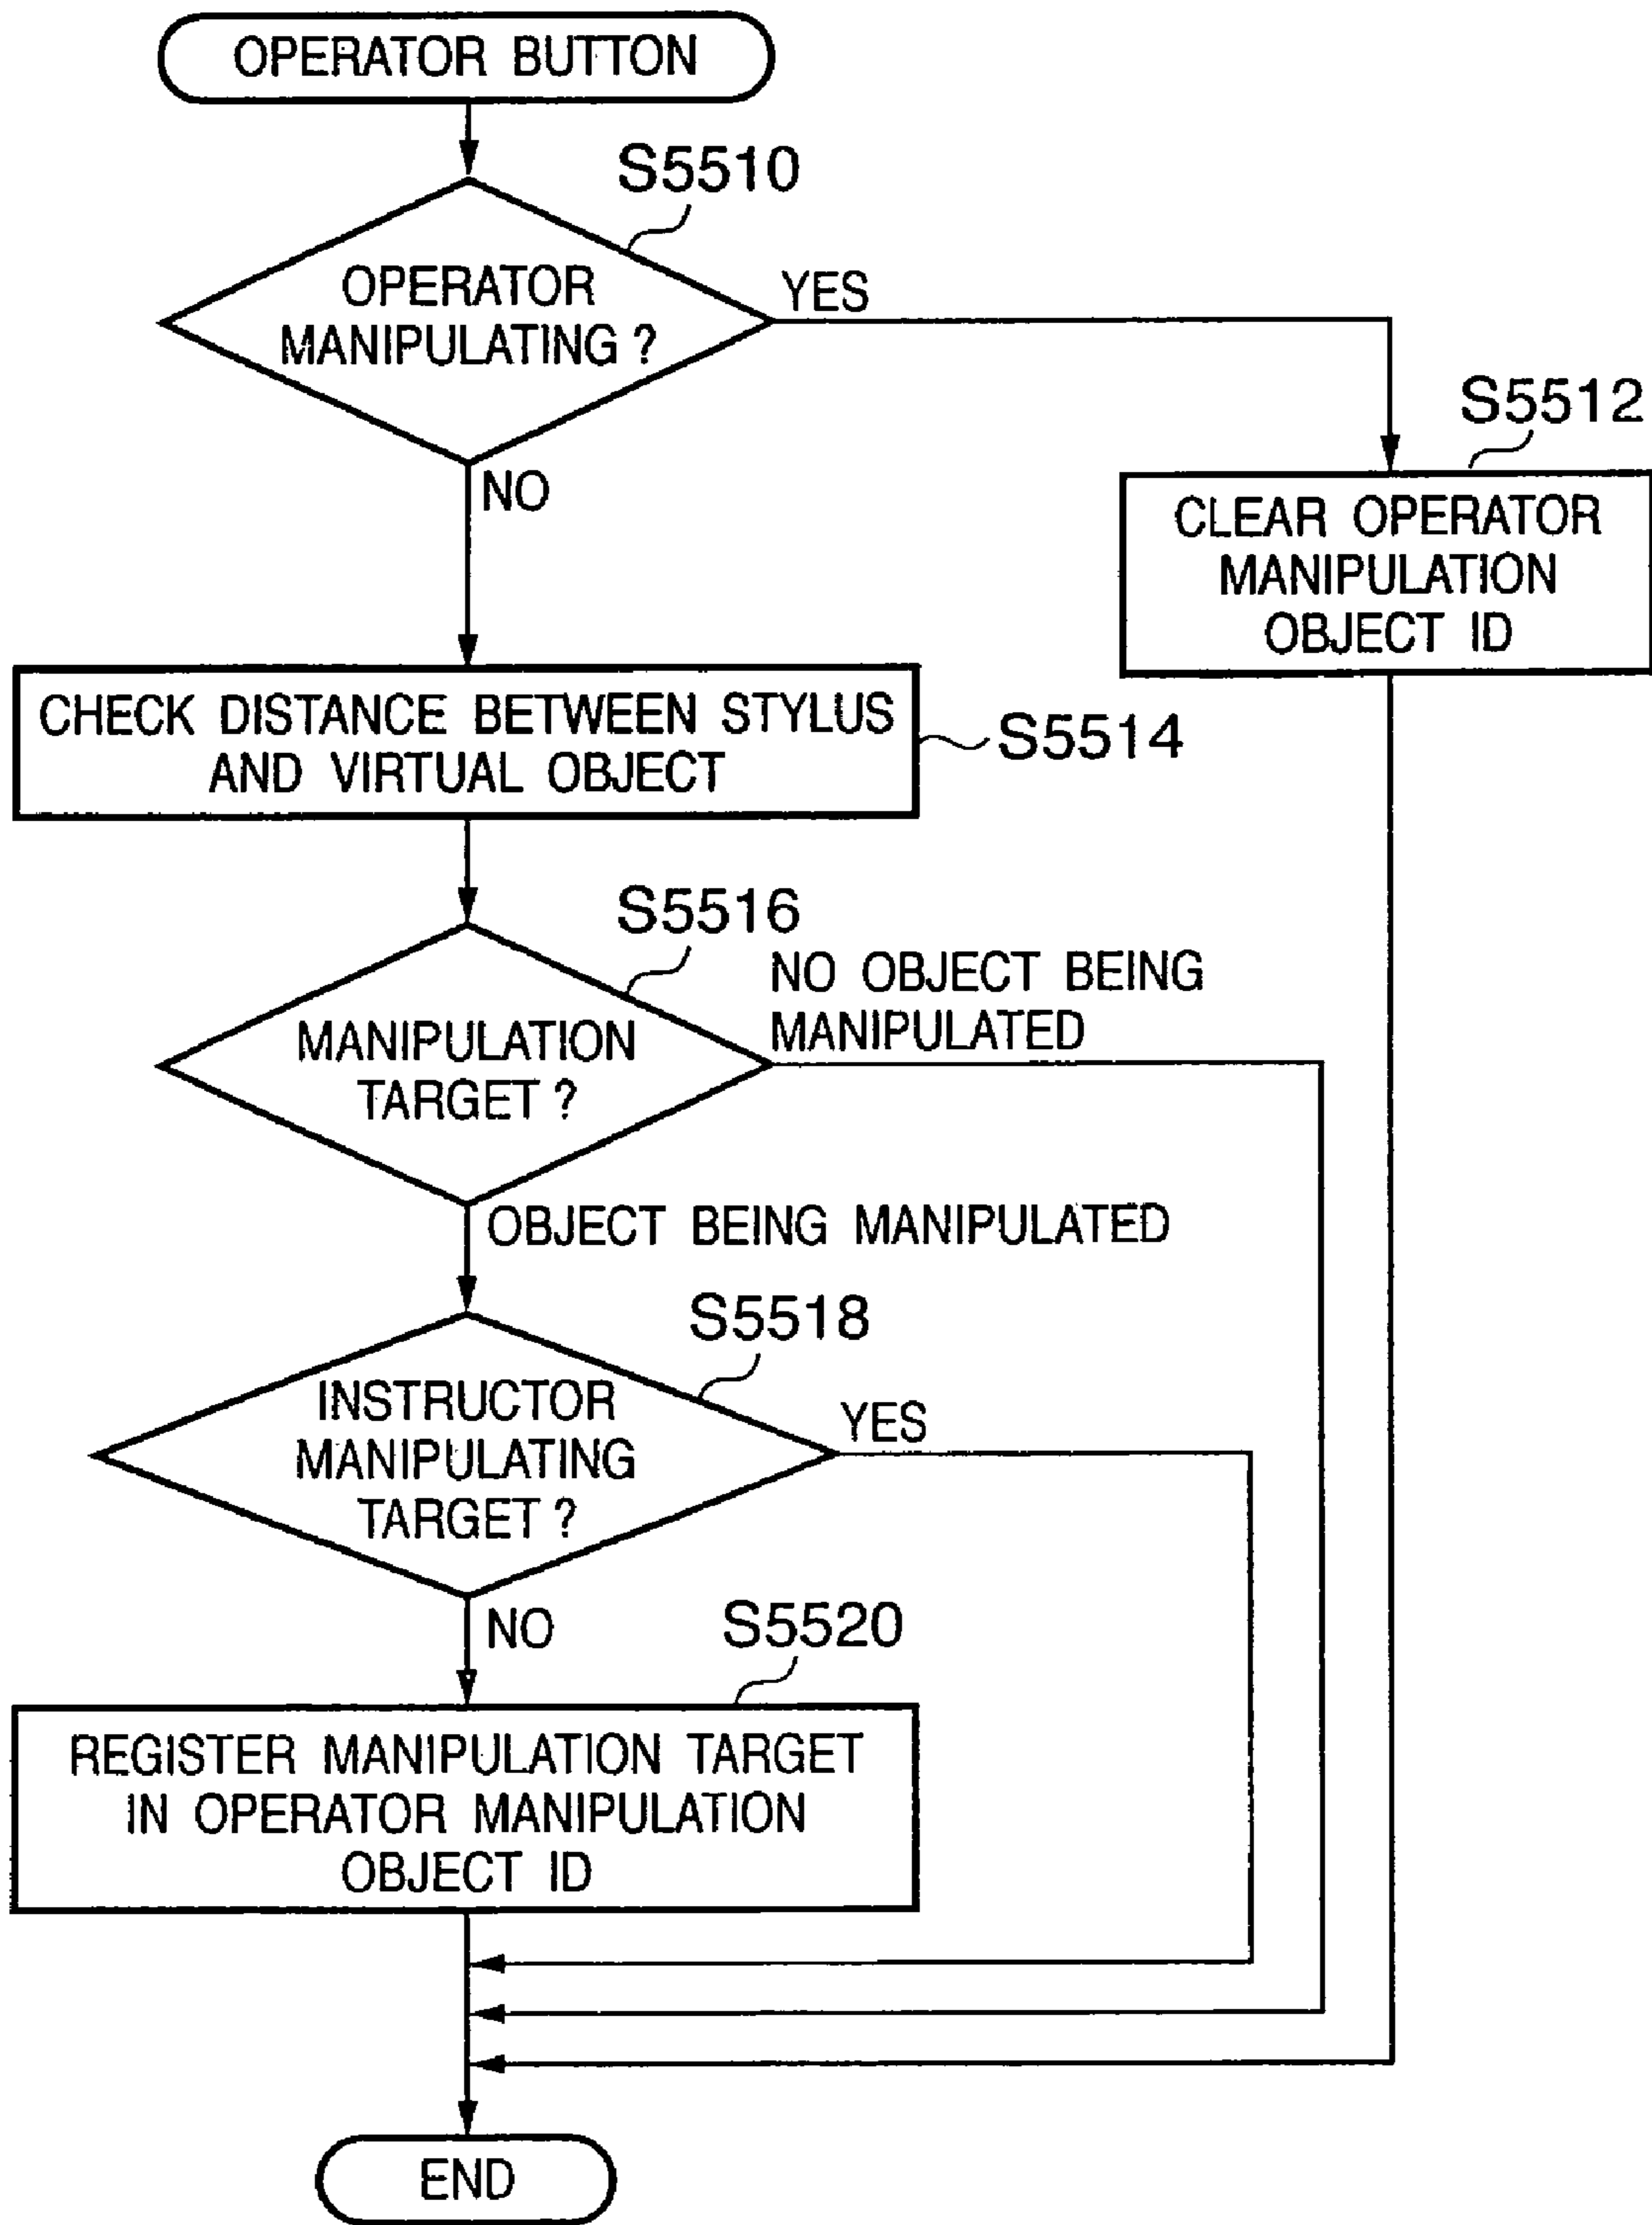 OPERATOR BUTTON
S5510
OPERATOR
MANIPULATING ?
YES
NO
S5512
CLEAR OPERATOR
MANIPULATION
OBJECT ID
CHECK DISTANCE BETWEEN STYLUS
AND VIRTUAL OBJECT
S5514
S5516
MANIPULATION
TARGET ?
NO OBJECT BEING
MANIPULATED
OBJECT BEING MANIPULATED
S5518
INSTRUCTOR
MANIPULATING
TARGET ?
YES
NO
S5520
REGISTER MANIPULATION TARGET
IN OPERATOR MANIPULATION
OBJECT ID
END